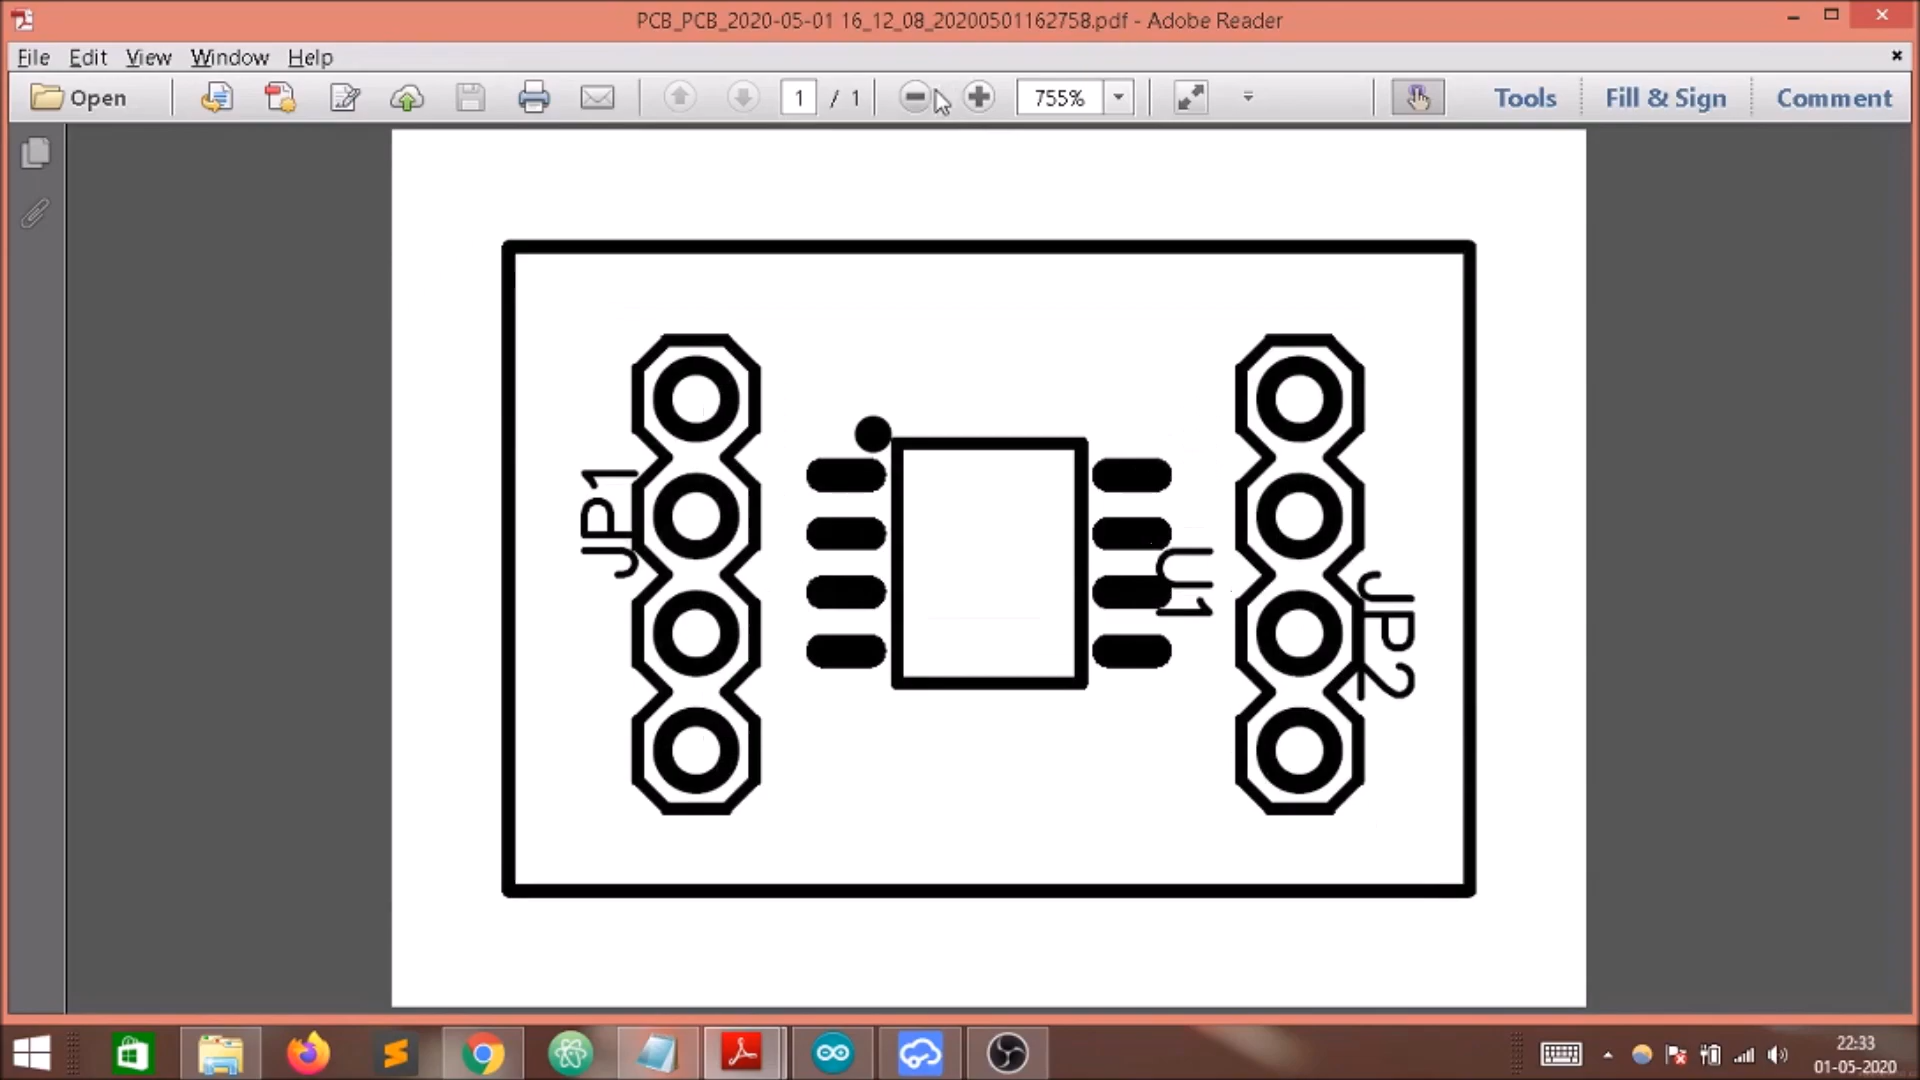 PCB_PCB_2020-05-01 16_12_08_20200501162758.pdf - Adobe Reader
File Edit View Window Help
Open 1 / 1 755% Tools Fill & Sign Comment
JP1
U1
JP2
22:33
01-05-2020